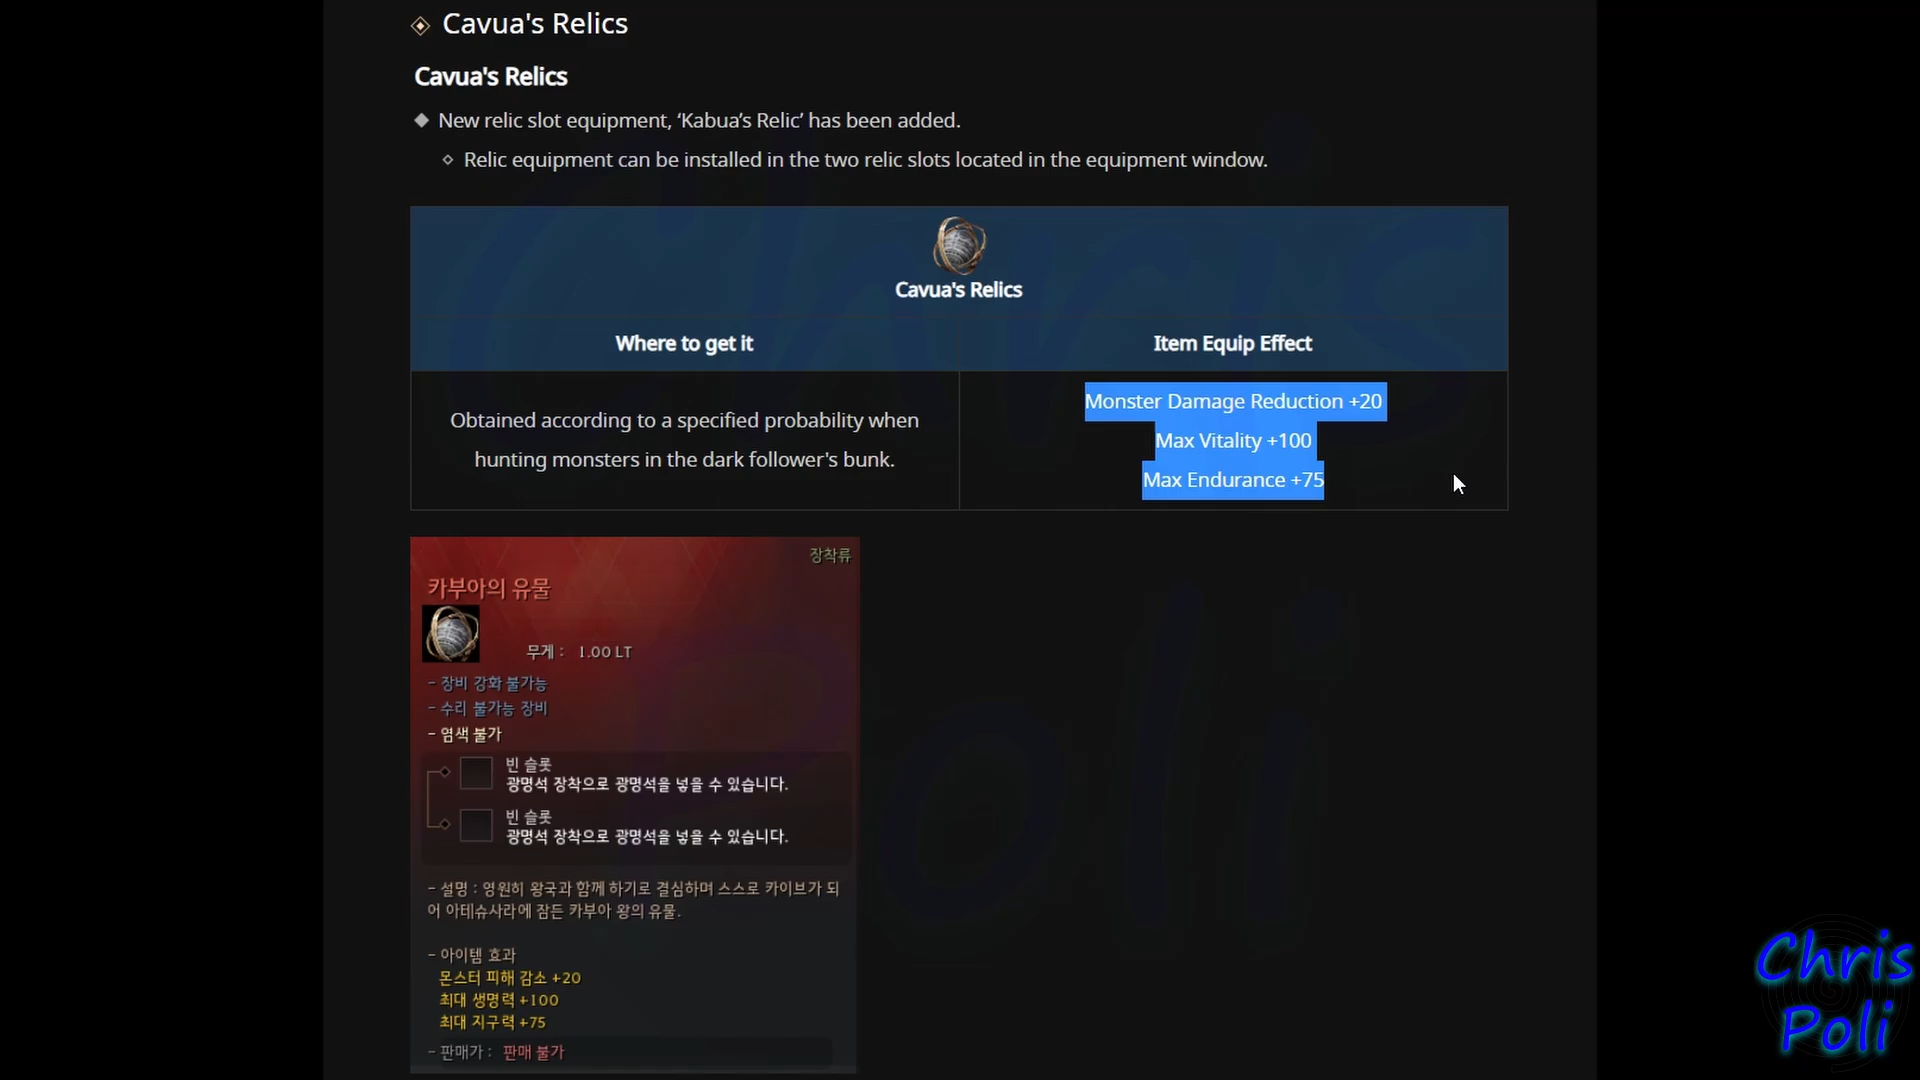 Cavua's Relics
Cavua's Relics
New relic slot equipment, ‘Kabua’s Relic’ has been added.
Relic equipment can be installed in the two relic slots located in the equipment window.
Cavua's Relics
Where to get it
Item Equip Effect
Obtained according to a specified probability when
hunting monsters in the dark follower's bunk.
Monster Damage Reduction +20
Max Vitality +100
Max Endurance +75
장착류
카부아의 유물
무게 : 1.00 LT
- 장비 강화 불가능
- 수리 불가능 장비
- 염색 불가
빈 슬롯
광명석 장착으로 광명석을 넣을 수 있습니다.
빈 슬롯
광명석 장착으로 광명석을 넣을 수 있습니다.
- 설명 : 영원히 왕국과 함께 하기로 결심하며 스스로 카이브가 되
어 아테슈사라에 잠든 카부아 왕의 유물.
- 아이템 효과
몬스터 피해 감소 +20
최대 생명력 +100
최대 지구력 +75
- 판매가 : 판매 불가
Chris
Poli
Chris
Poli